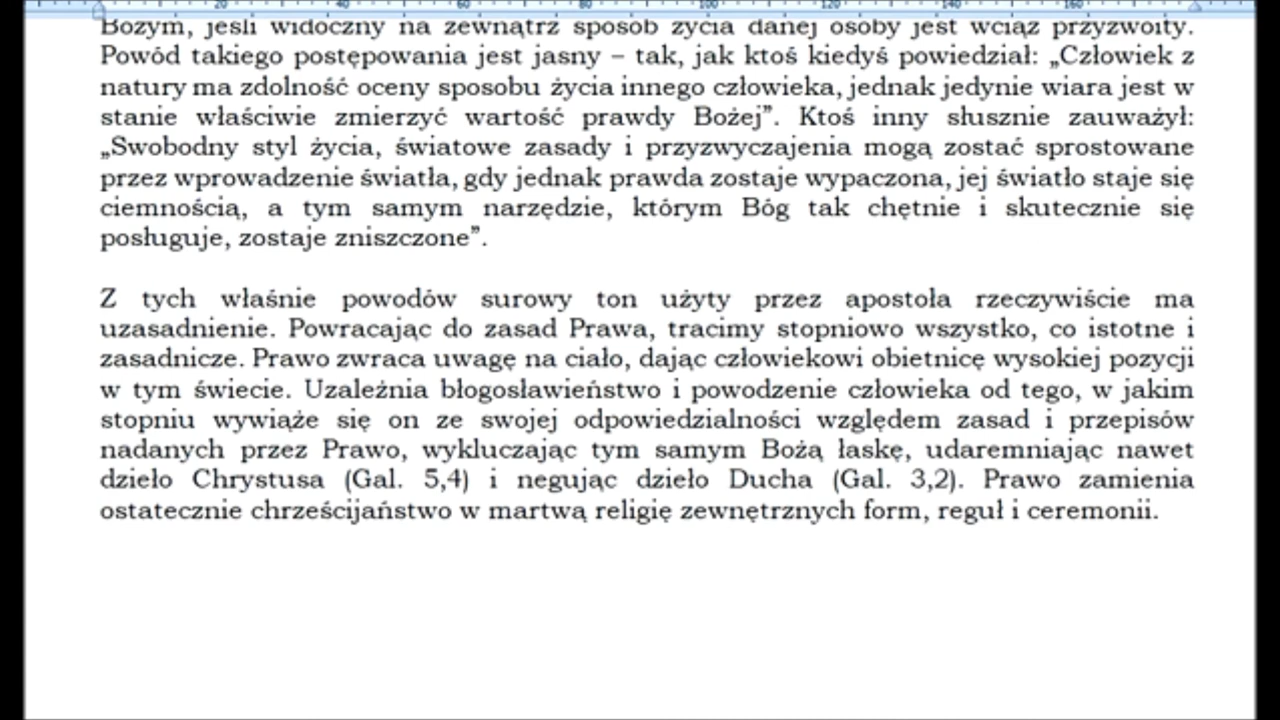 Bożym, jeśli widoczny na zewnątrz sposób życia danej osoby jest wciąż przyzwoity.
Powód takiego postępowania jest jasny – tak, jak ktoś kiedyś powiedział: „Człowiek z
natury ma zdolność oceny sposobu życia innego człowieka, jednak jedynie wiara jest w
stanie właściwie zmierzyć wartość prawdy Bożej”. Ktoś inny słusznie zauważył:
„Swobodny styl życia, światowe zasady i przyzwyczajenia mogą zostać sprostowane
przez wprowadzenie światła, gdy jednak prawda zostaje wypaczona, jej światło staje się
ciemnością, a tym samym narzędzie, którym Bóg tak chętnie i skutecznie się
posługuje, zostaje zniszczone”.
Z tych właśnie powodów surowy ton użyty przez apostoła rzeczywiście ma
uzasadnienie. Powracając do zasad Prawa, tracimy stopniowo wszystko, co istotne i
zasadnicze. Prawo zwraca uwagę na ciało, dając człowiekowi obietnicę wysokiej pozycji
w tym świecie. Uzależnia błogosławieństwo i powodzenie człowieka od tego, w jakim
stopniu wywiąże się on ze swojej odpowiedzialności względem zasad i przepisów
nadanych przez Prawo, wykluczając tym samym Bożą łaskę, udaremniając nawet
dzieło Chrystusa (Gal. 5,4) i negując dzieło Ducha (Gal. 3,2). Prawo zamienia
ostatecznie chrześcijaństwo w martwą religię zewnętrznych form, reguł i ceremonii.